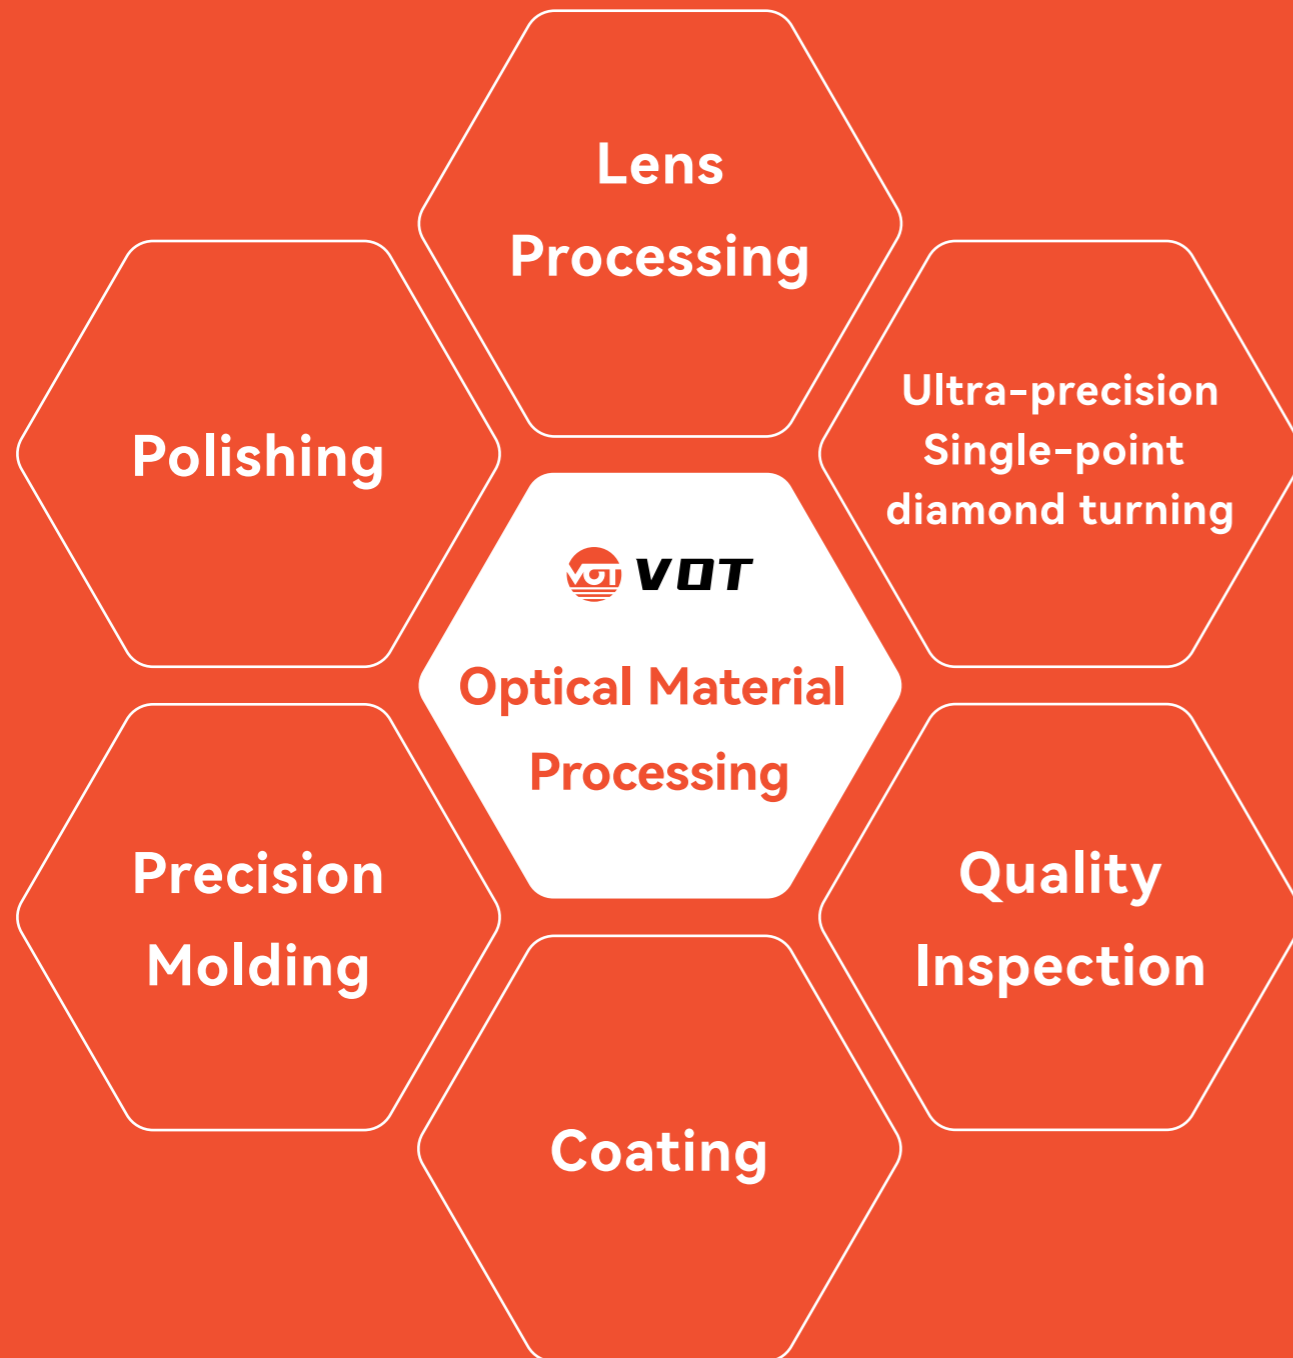 Lens
Processing
Polishing
Ultra-precision
Single-point
diamond turning
VOT VOT
Optical Material
Processing
Precision
Molding
Quality
Inspection
Coating